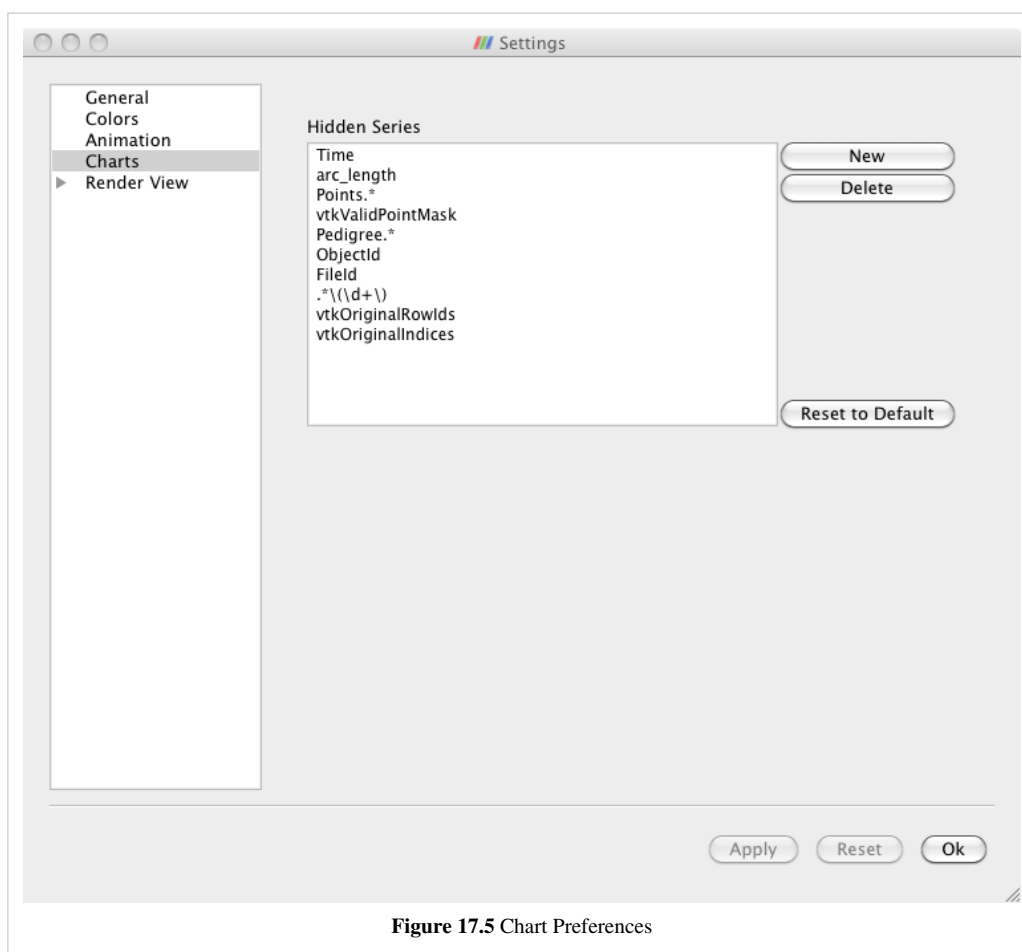 Settings
General
Colors
Animation
Charts
Render View
Hidden Series
Time
arc_length
Points.*
vtkValidPointMask
Pedigree.*
ObjectId
FileId
.*\(\d+\)
vtkOriginalRowIds
vtkOriginalIndices
New
Delete
Reset to Default
Apply
Reset
Ok
Figure 17.5 Chart Preferences